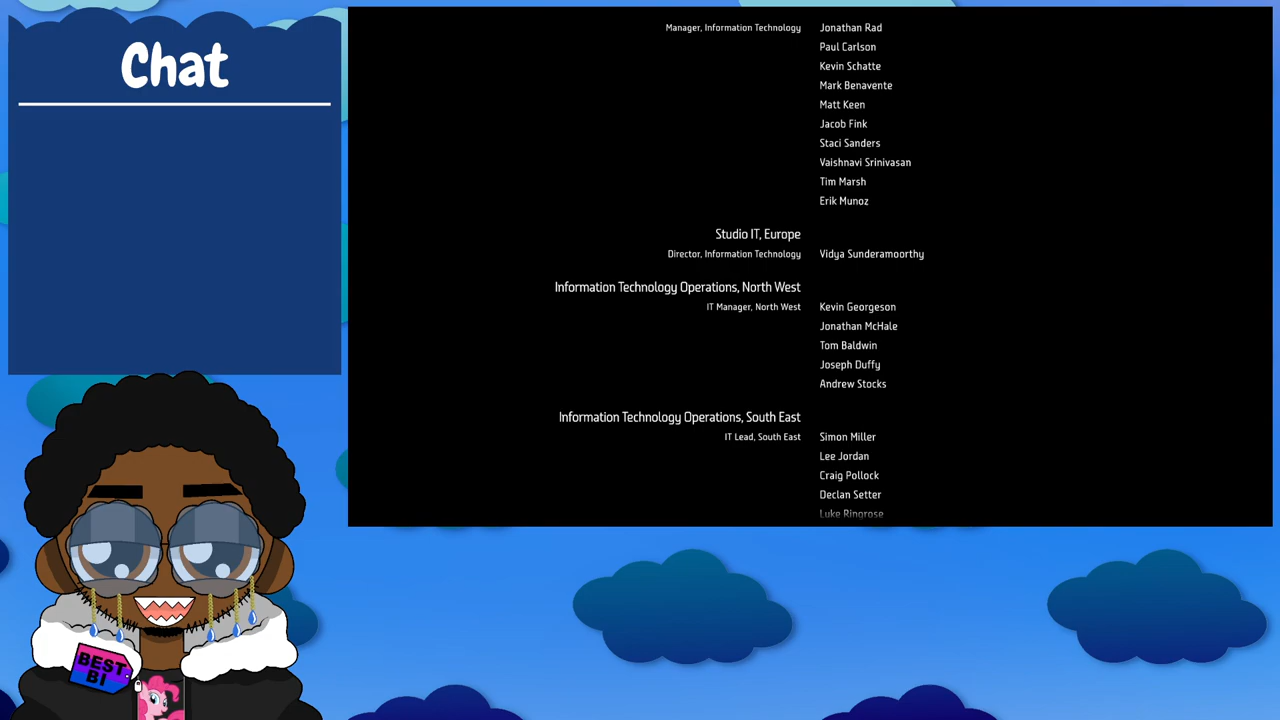 Chat
Manager, Information Technology Jonathan Rad
Paul Carlson
Kevin Schatte
Mark Benavente
Matt Keen
Jacob Fink
Staci Sanders
Vaishnavi Srinivasan
Tim Marsh
Erik Munoz
Studio IT, Europe
Director, Information Technology Vidya Sunderamoorthy
Information Technology Operations, North West
IT Manager, North West Kevin Georgeson
Jonathan McHale
Tom Baldwin
Joseph Duffy
Andrew Stocks
Information Technology Operations, South East
IT Lead, South East Simon Miller
Lee Jordan
Craig Pollock
Declan Setter
Luke Ringrose
BEST
BI